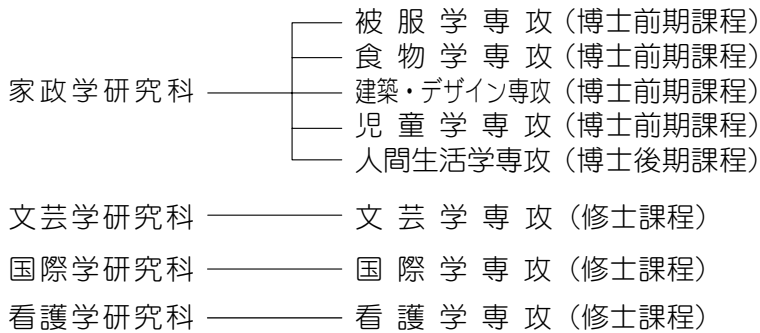 被服学専攻（博士前期課程）
食物学専攻（博士前期課程）
家政学研究科 建築・デザイン専攻（博士前期課程）
児童学専攻（博士前期課程）
人間生活学専攻（博士後期課程）
文芸学研究科 文芸学専攻（修士課程）
国際学研究科 国際学専攻（修士課程）
看護学研究科 看護学専攻（修士課程）